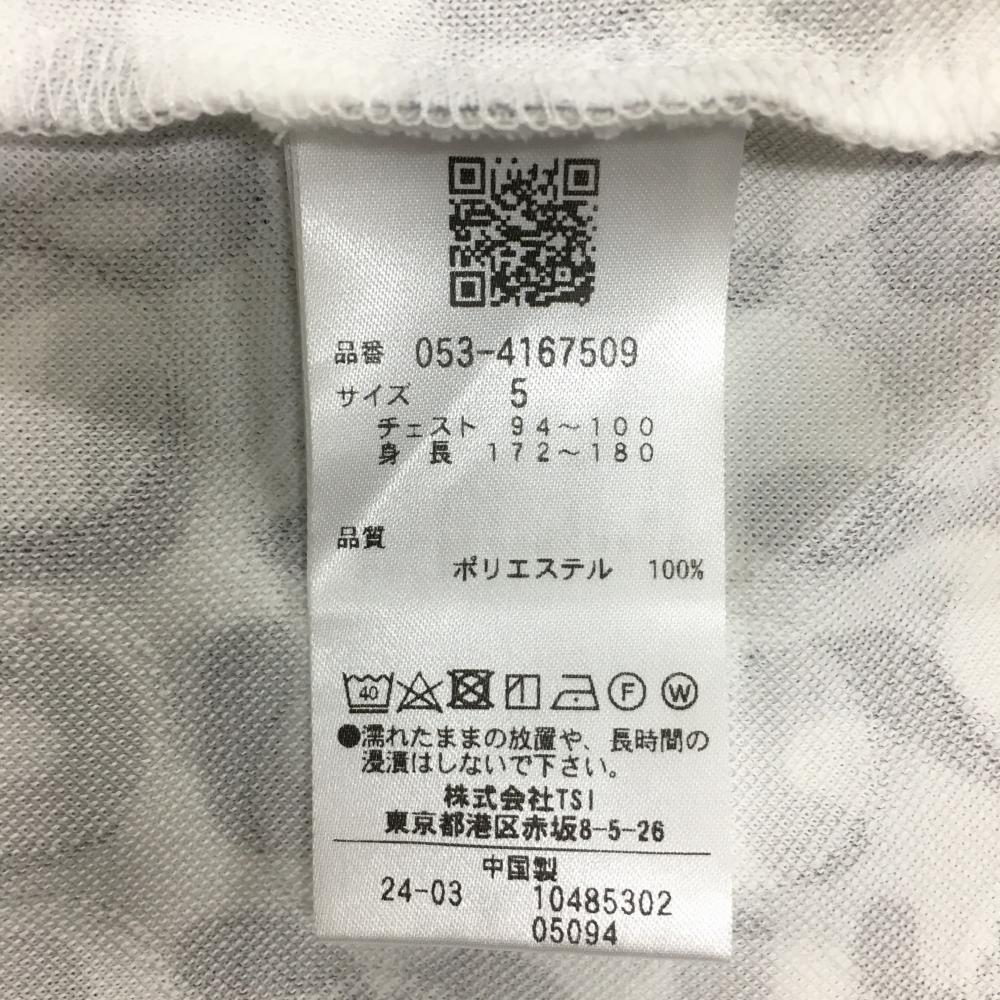 品番 053-4167509
サイズ 5
チェスト 94～100
身長 172～180
品質
ポリエステル 100%
40 F W
●濡れたままの放置や、長時間の
浸漬はしないで下さい。
株式会社TSI
東京都港区赤坂8-5-26
中国製
24-03 10485302
05094